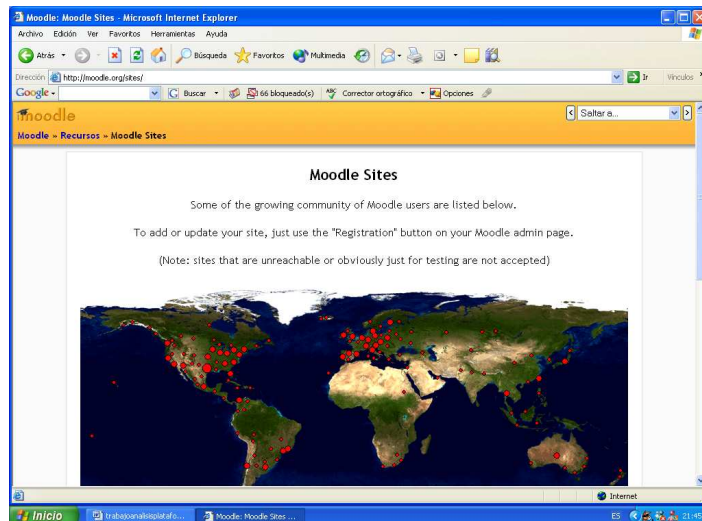 Moodle: Moodle Sites - Microsoft Internet Explorer
Archivo Edición Ver Favoritos Herramientas Ayuda
Atrás Búsqueda Favoritos Multimedia
Dirección http://moodle.org/sites/ Ir Vínculos
Google Buscar 66 bloqueado(s) ABC Corrector ortográfico Opciones
moodle
Saltar a...
Moodle » Recursos » Moodle Sites
Moodle Sites
Some of the growing community of Moodle users are listed below.
To add or update your site, just use the "Registration" button on your Moodle admin page.
(Note: sites that are unreachable or obviously just for testing are not accepted)
Internet
Inicio trabajoanalisisplatafo... Moodle: Moodle Sites ... ES 21:45